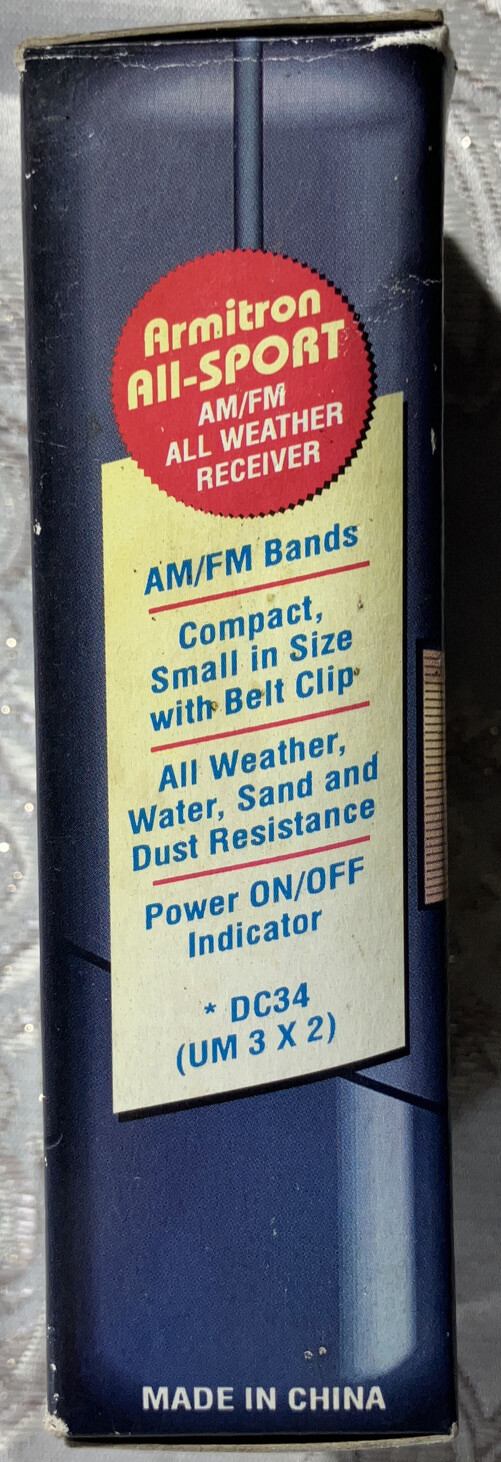 Armitron
All-SPORT
AM/FM
ALL WEATHER
RECEIVER
AM/FM Bands
Compact,
Small in Size
with Belt Clip
All Weather,
Water, Sand and
Dust Resistance
Power ON/OFF
Indicator
* DC34
(UM 3 X 2)
MADE IN CHINA